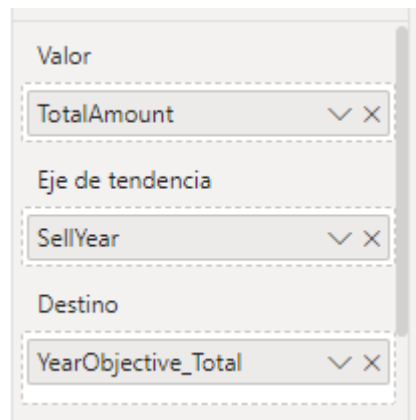 Valor
TotalAmount
Eje de tendencia
SellYear
Destino
YearObjective_Total